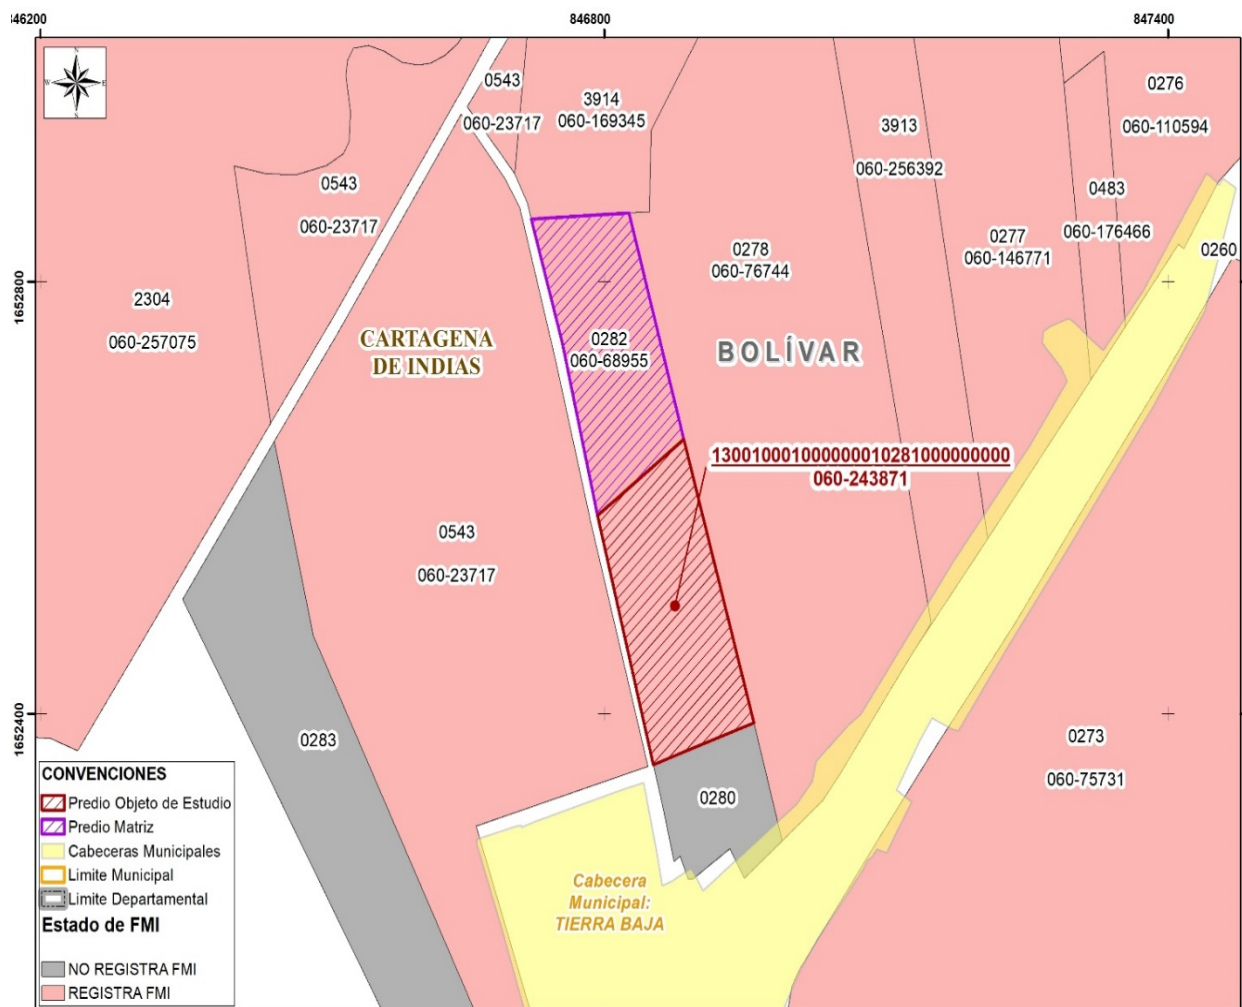 846200
846800
847400
N
W
E
S
0543
060-23717
3914
060-169345
3913
060-256392
0276
060-110594
0543
060-23717
0483
060-176466
0278
060-76744
0277
060-146771
0260
1652800
2304
060-257075
CARTAGENA
DE INDIAS
0282
060-68955
BOLÍVAR
130010001000000010281000000000
060-243871
0543
060-23717
1652400
0283
0280
0273
060-75731
Cabecera
Municipal:
TIERRA BAJA
CONVENCIONES
Predio Objeto de Estudio
Predio Matriz
Cabeceras Municipales
Limite Municipal
Limite Departamental
Estado de FMI
NO REGISTRA FMI
REGISTRA FMI